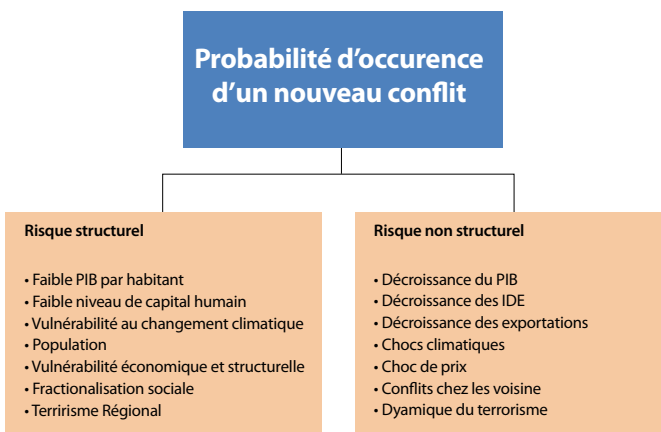 Probabilité d'occurence
d'un nouveau conflit
Risque structurel
• Faible PIB par habitant
• Faible niveau de capital humain
• Vulnérabilité au changement climatique
• Population
• Vulnérabilité économique et structurelle
• Fractionalisation sociale
• Terririsme Régional
Risque non structurel
• Décroissance du PIB
• Décroissance des IDE
• Décroissance des exportations
• Chocs climatiques
• Choc de prix
• Conflits chez les voisine
• Dyamique du terrorisme